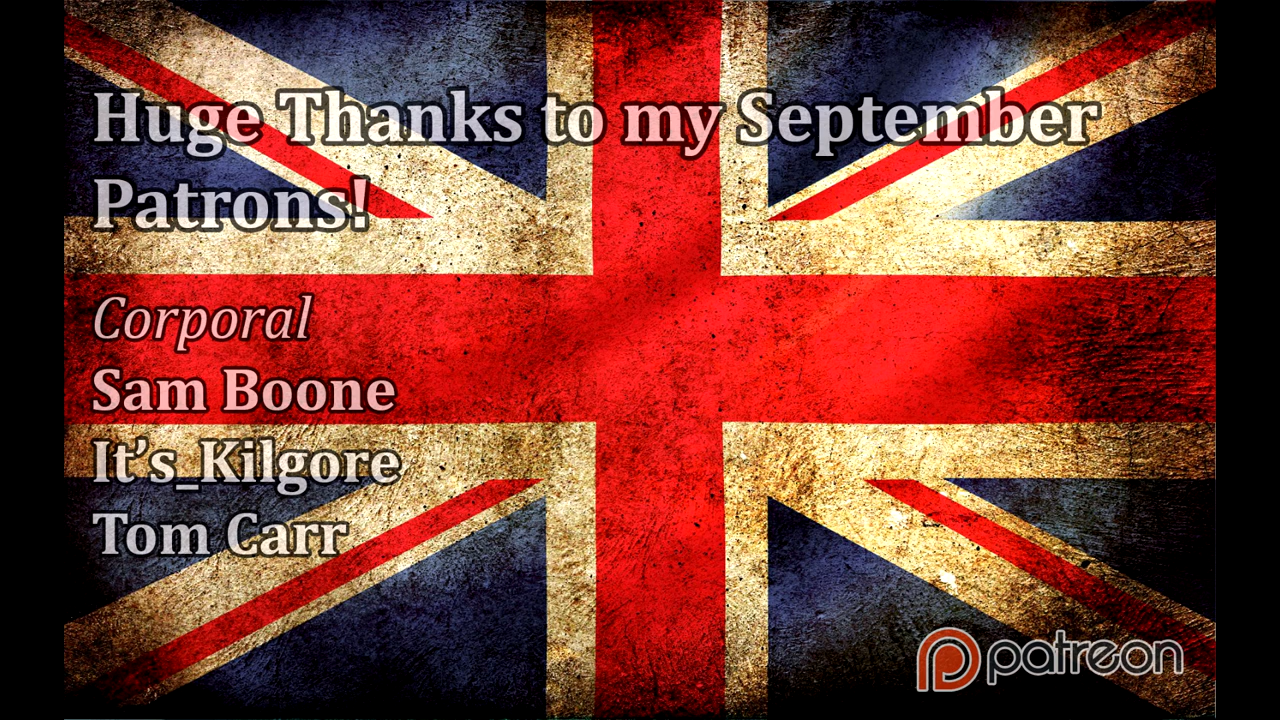 Huge Thanks to my September
Patrons!
Corporal
Sam Boone
It’s_Kilgore
Tom Carr
patreon